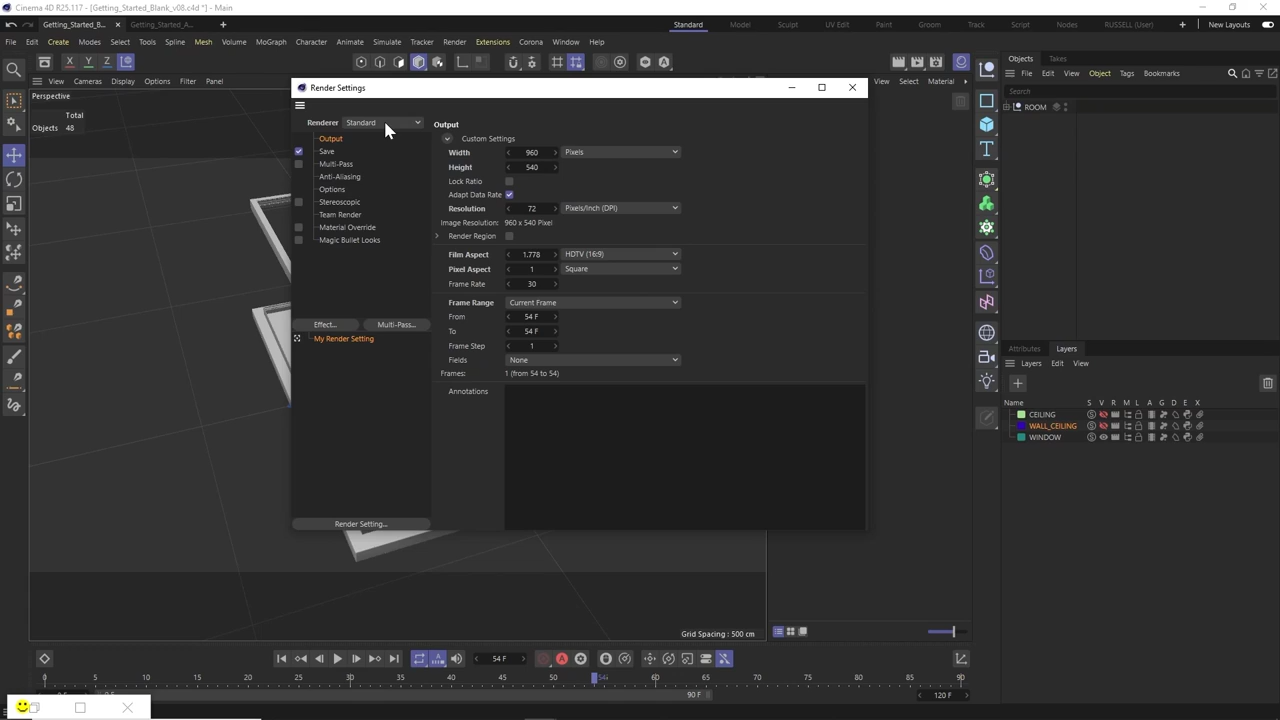 Cinema 4D R25.117 - [Getting_Started_Blank_v08.c4d *] - Main
Getting_Started_B...
Getting_Started_A...
Standard
Model
Sculpt
UV Edit
Paint
Groom
Track
Script
Nodes
RUSSELL (User)
New Layouts
File Edit Create Modes Select Tools Spline Mesh Volume MoGraph Character Animate Simulate Tracker Render Extensions Corona Window Help
X Y Z
Objects Takes
View Cameras Display Options Filter Panel
View Select Material
File Edit View Object Tags Bookmarks
Search
Perspective
Total
Objects 48
ROOM
Render Settings
Renderer Standard
Output
Save
Multi-Pass
Anti-Aliasing
Options
Stereoscopic
Team Render
Material Override
Magic Bullet Looks
Effect...
Multi-Pass...
My Render Setting
Render Setting...
Output
Custom Settings
Width 960 Pixels
Height 540
Lock Ratio
Adapt Data Rate
Resolution 72 Pixels/Inch (DPI)
Image Resolution: 960 x 540 Pixel
Render Region
Film Aspect 1.778 HDTV (16:9)
Pixel Aspect 1 Square
Frame Rate 30
Frame Range Current Frame
From 54 F
To 54 F
Frame Step 1
Fields None
Frames: 1 (from 54 to 54)
Annotations
Attributes Layers
Layers Edit View
Name S V R M L A G D E X
CEILING
WALL_CEILING
WINDOW
Grid Spacing : 500 cm
54 F
0 5 10 15 20 25 30 35 40 45 50 54 60 65 70 75 80 85 90
90 F
120 F